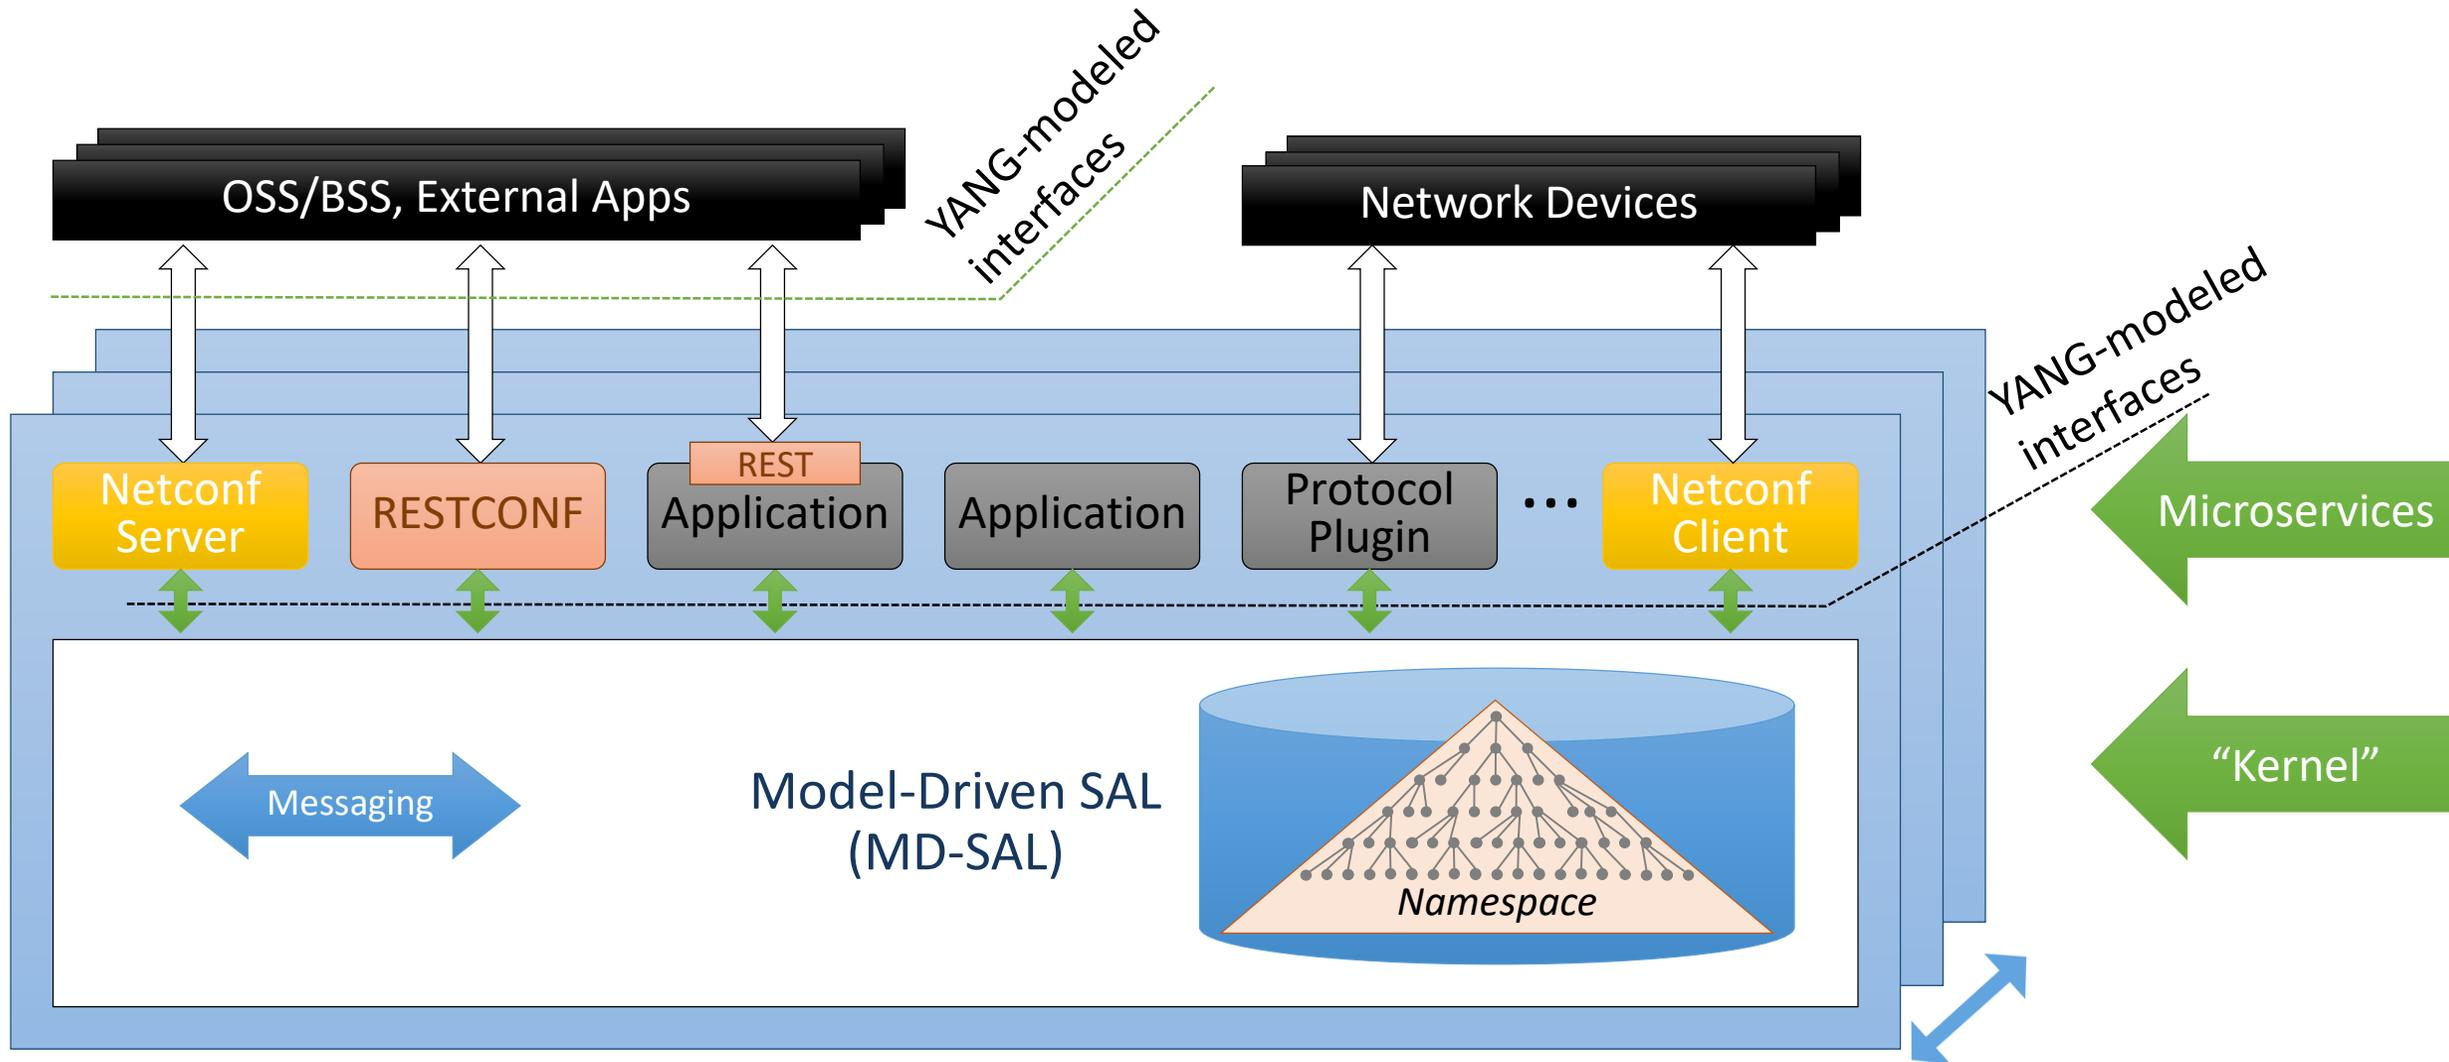 YANG-modeled
interfaces
OSS/BSS, External Apps
Network Devices
YANG-modeled
interfaces
Netconf
Server
RESTCONF
REST
Application
Application
Protocol
Plugin
...
Netconf
Client
Microservices
Messaging
Model-Driven SAL
(MD-SAL)
Namespace
“Kernel”